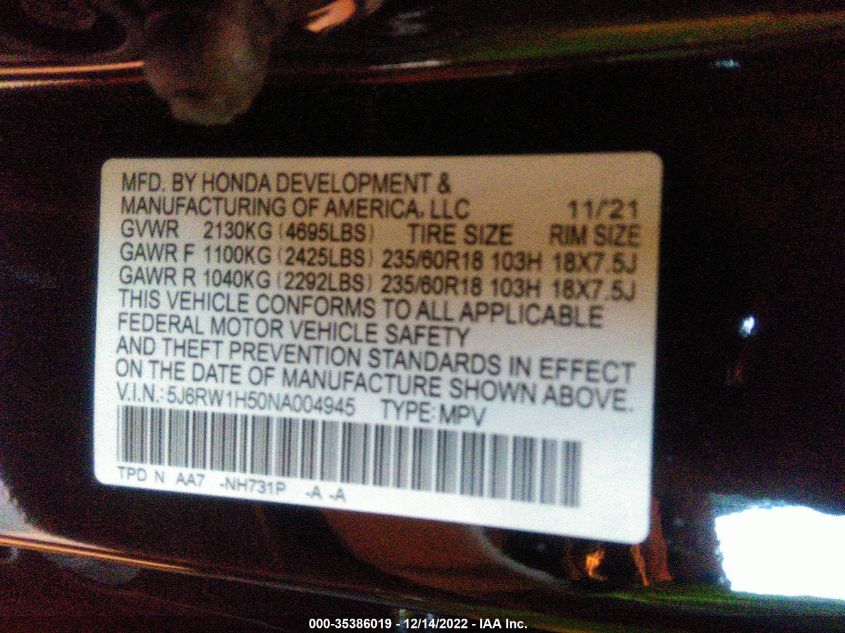 MFD. BY HONDA DEVELOPMENT &
MANUFACTURING OF AMERICA, LLC 11/21
GVWR 2130KG (4695LBS) TIRE SIZE RIM SIZE
GAWR F 1100KG (2425LBS) 235/60R18 103H 18X7.5J
GAWR R 1040KG (2292LBS) 235/60R18 103H 18X7.5J
THIS VEHICLE CONFORMS TO ALL APPLICABLE
FEDERAL MOTOR VEHICLE SAFETY
AND THEFT PREVENTION STANDARDS IN EFFECT
ON THE DATE OF MANUFACTURE SHOWN ABOVE.
V.I.N.: 5J6RW1H50NA004945 TYPE: MPV
TPD N AA7 -NH731P -A -A
000-35386019 - 12/14/2022 - IAA Inc.